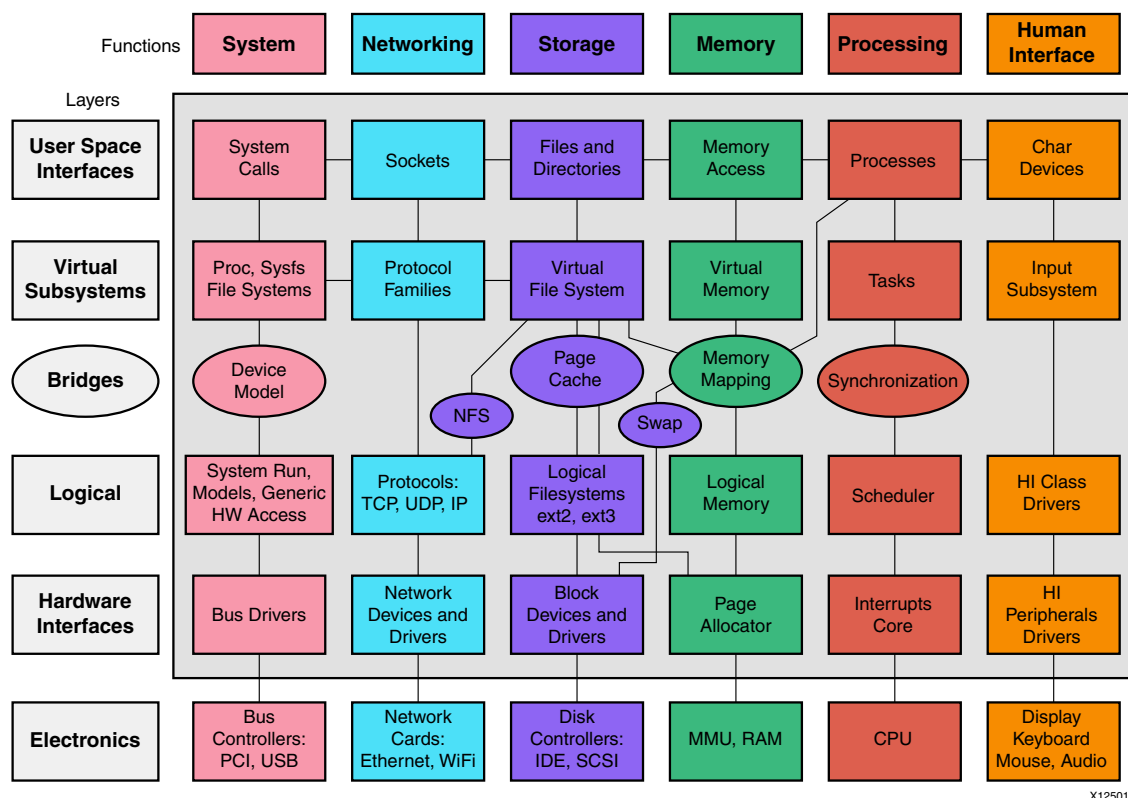 Functions
System
Networking
Storage
Memory
Processing
Human
Interface
Layers
User Space
Interfaces
System
Calls
Sockets
Files and
Directories
Memory
Access
Processes
Char
Devices
Virtual
Subsystems
Proc, Sysfs
File Systems
Protocol
Families
Virtual
File System
Virtual
Memory
Tasks
Input
Subsystem
Bridges
Device
Model
NFS
Page
Cache
Swap
Memory
Mapping
Synchronization
Logical
System Run,
Models, Generic
HW Access
Protocols:
TCP, UDP, IP
Logical
Filesystems
ext2, ext3
Logical
Memory
Scheduler
HI Class
Drivers
Hardware
Interfaces
Bus Drivers
Network
Devices and
Drivers
Block
Devices and
Drivers
Page
Allocator
Interrupts
Core
HI
Peripherals
Drivers
Electronics
Bus
Controllers:
PCI, USB
Network
Cards:
Ethernet, WiFi
Disk
Controllers:
IDE, SCSI
MMU, RAM
CPU
Display
Keyboard
Mouse, Audio
X12501